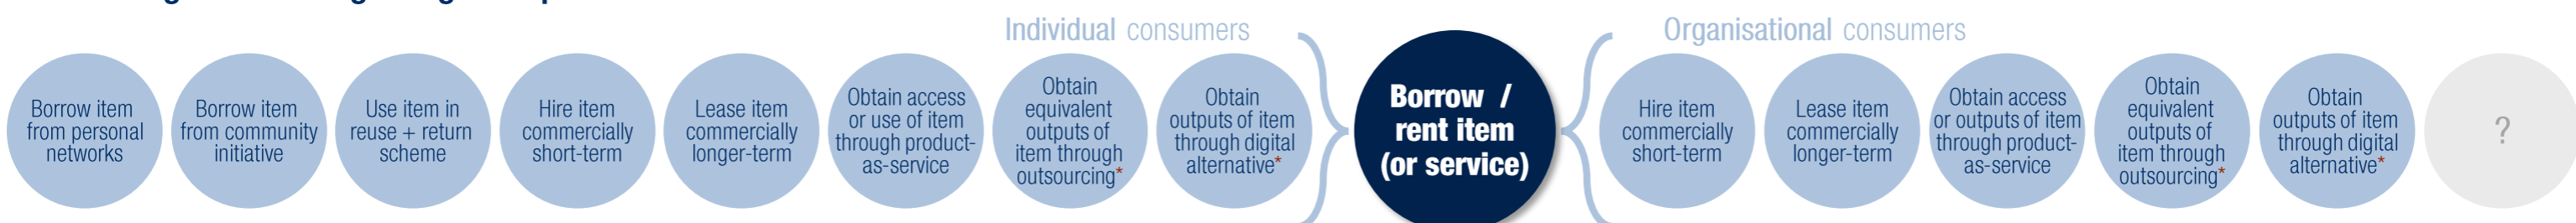 Individual consumers
Organisational consumers
Borrow item
from personal
networks
Borrow item
from community
initiative
Use item in
reuse + return
scheme
Hire item
commercially
short-term
Lease item
commercially
longer-term
Obtain access
or use of item
through product-
as-service
Obtain
equivalent
outputs of
item through
outsourcing*
Obtain
outputs of item
through digital
alternative*
Borrow /
rent item
(or service)
Hire item
commercially
short-term
Lease item
commercially
longer-term
Obtain access
or outputs of item
through product-
as-service
Obtain
equivalent
outputs of
item through
outsourcing*
Obtain
outputs of item
through digital
alternative*
?